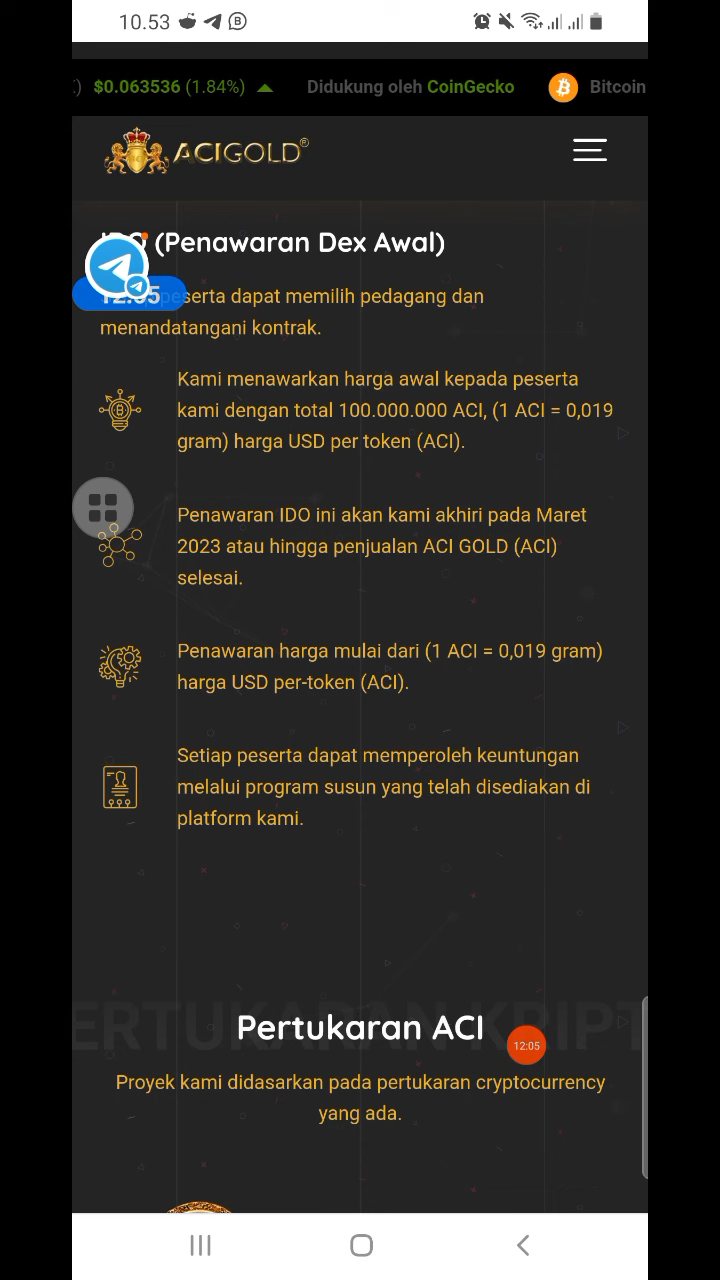 10.53
$0.063536 (1.84%)
Didukung oleh CoinGecko
Bitcoin
ACIGOLD®
IDO (Penawaran Dex Awal)
12:05
peserta dapat memilih pedagang dan
menandatangani kontrak.
Kami menawarkan harga awal kepada peserta
kami dengan total 100.000.000 ACI, (1 ACI = 0,019
gram) harga USD per token (ACI).
Penawaran IDO ini akan kami akhiri pada Maret
2023 atau hingga penjualan ACI GOLD (ACI)
selesai.
Penawaran harga mulai dari (1 ACI = 0,019 gram)
harga USD per-token (ACI).
Setiap peserta dapat memperoleh keuntungan
melalui program susun yang telah disediakan di
platform kami.
ERTUKARAN KRIPT
Pertukaran ACI
12:05
Proyek kami didasarkan pada pertukaran cryptocurrency
yang ada.